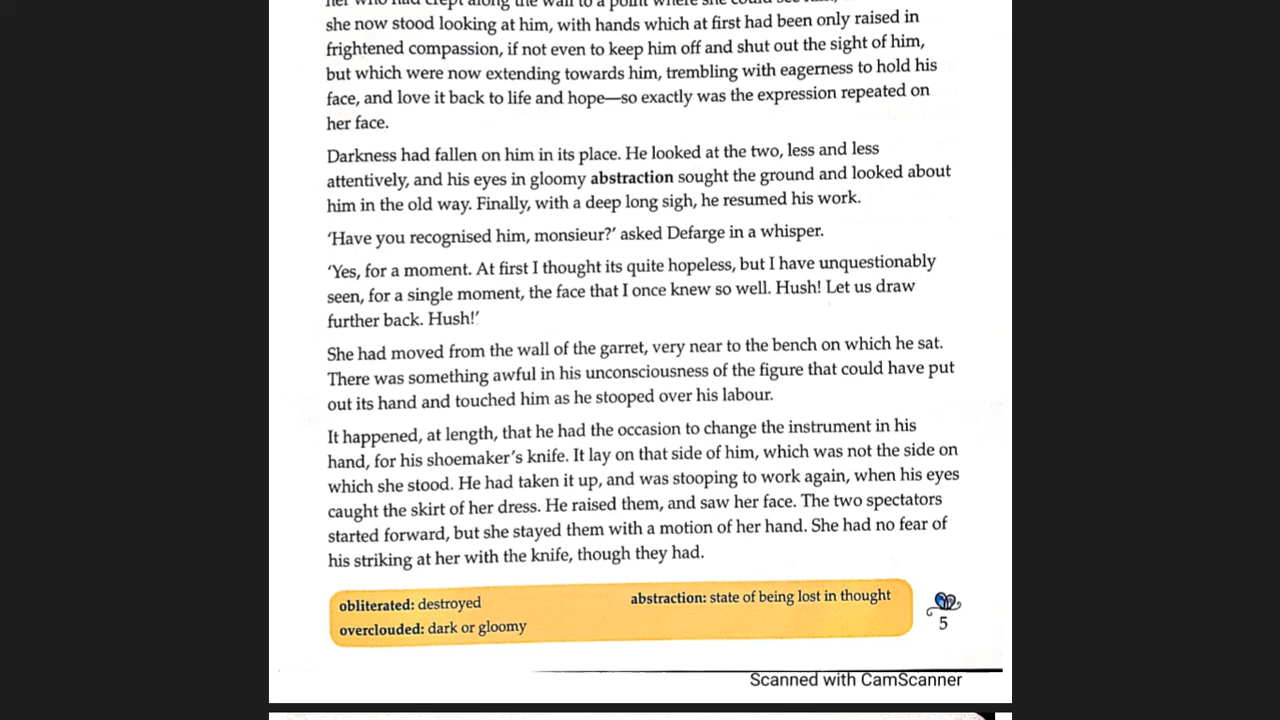 she now stood looking at him, with hands which at first had been only raised in
frightened compassion, if not even to keep him off and shut out the sight of him,
but which were now extending towards him, trembling with eagerness to hold his
face, and love it back to life and hope—so exactly was the expression repeated on
her face.
Darkness had fallen on him in its place. He looked at the two, less and less
attentively, and his eyes in gloomy abstraction sought the ground and looked about
him in the old way. Finally, with a deep long sigh, he resumed his work.
‘Have you recognised him, monsieur?’ asked Defarge in a whisper.
‘Yes, for a moment. At first I thought its quite hopeless, but I have unquestionably
seen, for a single moment, the face that I once knew so well. Hush! Let us draw
further back. Hush!’
She had moved from the wall of the garret, very near to the bench on which he sat.
There was something awful in his unconsciousness of the figure that could have put
out its hand and touched him as he stooped over his labour.
It happened, at length, that he had the occasion to change the instrument in his
hand, for his shoemaker’s knife. It lay on that side of him, which was not the side on
which she stood. He had taken it up, and was stooping to work again, when his eyes
caught the skirt of her dress. He raised them, and saw her face. The two spectators
started forward, but she stayed them with a motion of her hand. She had no fear of
his striking at her with the knife, though they had.
obliterated: destroyed
abstraction: state of being lost in thought
overclouded: dark or gloomy
5
Scanned with CamScanner